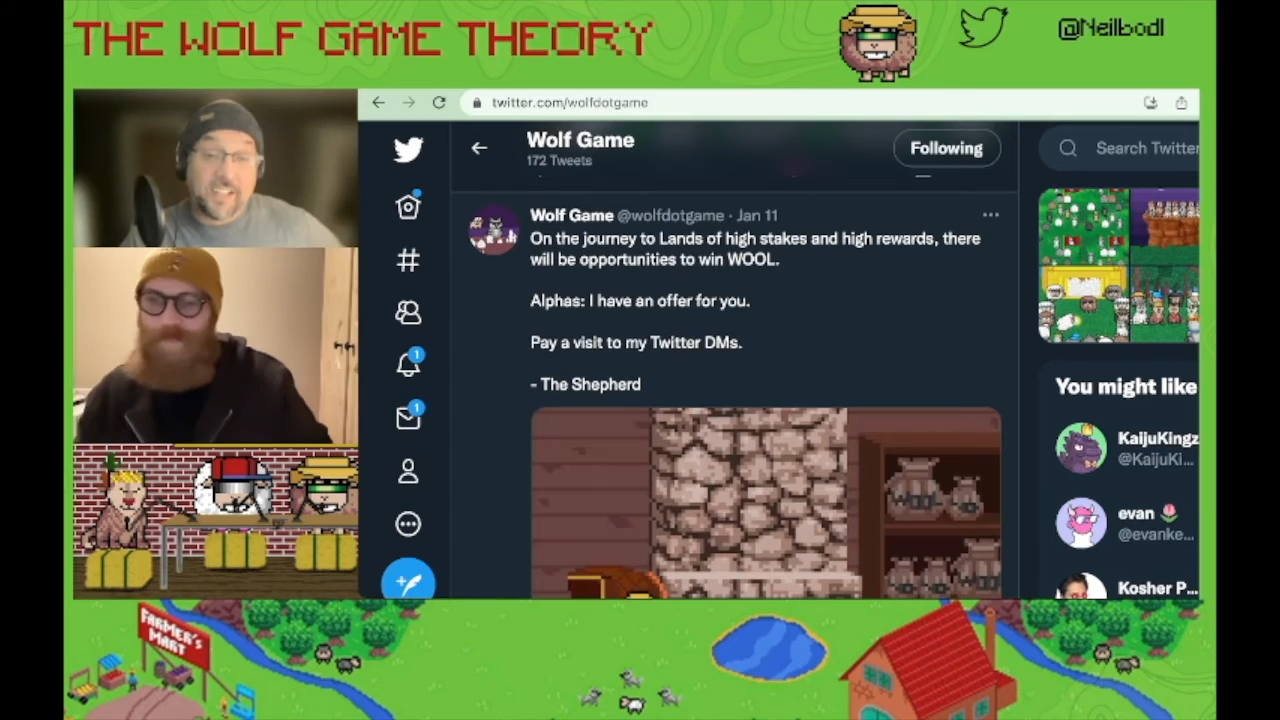 THE WOLF GAME THEORY
@Neilbodl
twitter.com/wolfdotgame
Wolf Game
172 Tweets
Following
Search Twitter
Wolf Game @wolfdotgame · Jan 11
On the journey to Lands of high stakes and high rewards, there
will be opportunities to win WOOL.
Alphas: I have an offer for you.
Pay a visit to my Twitter DMs.
- The Shepherd
1
1
You might like
KaijuKingz
@KaijuKi...
evan
@evanke...
Kosher P...
WOOL
FARMER'S
MART